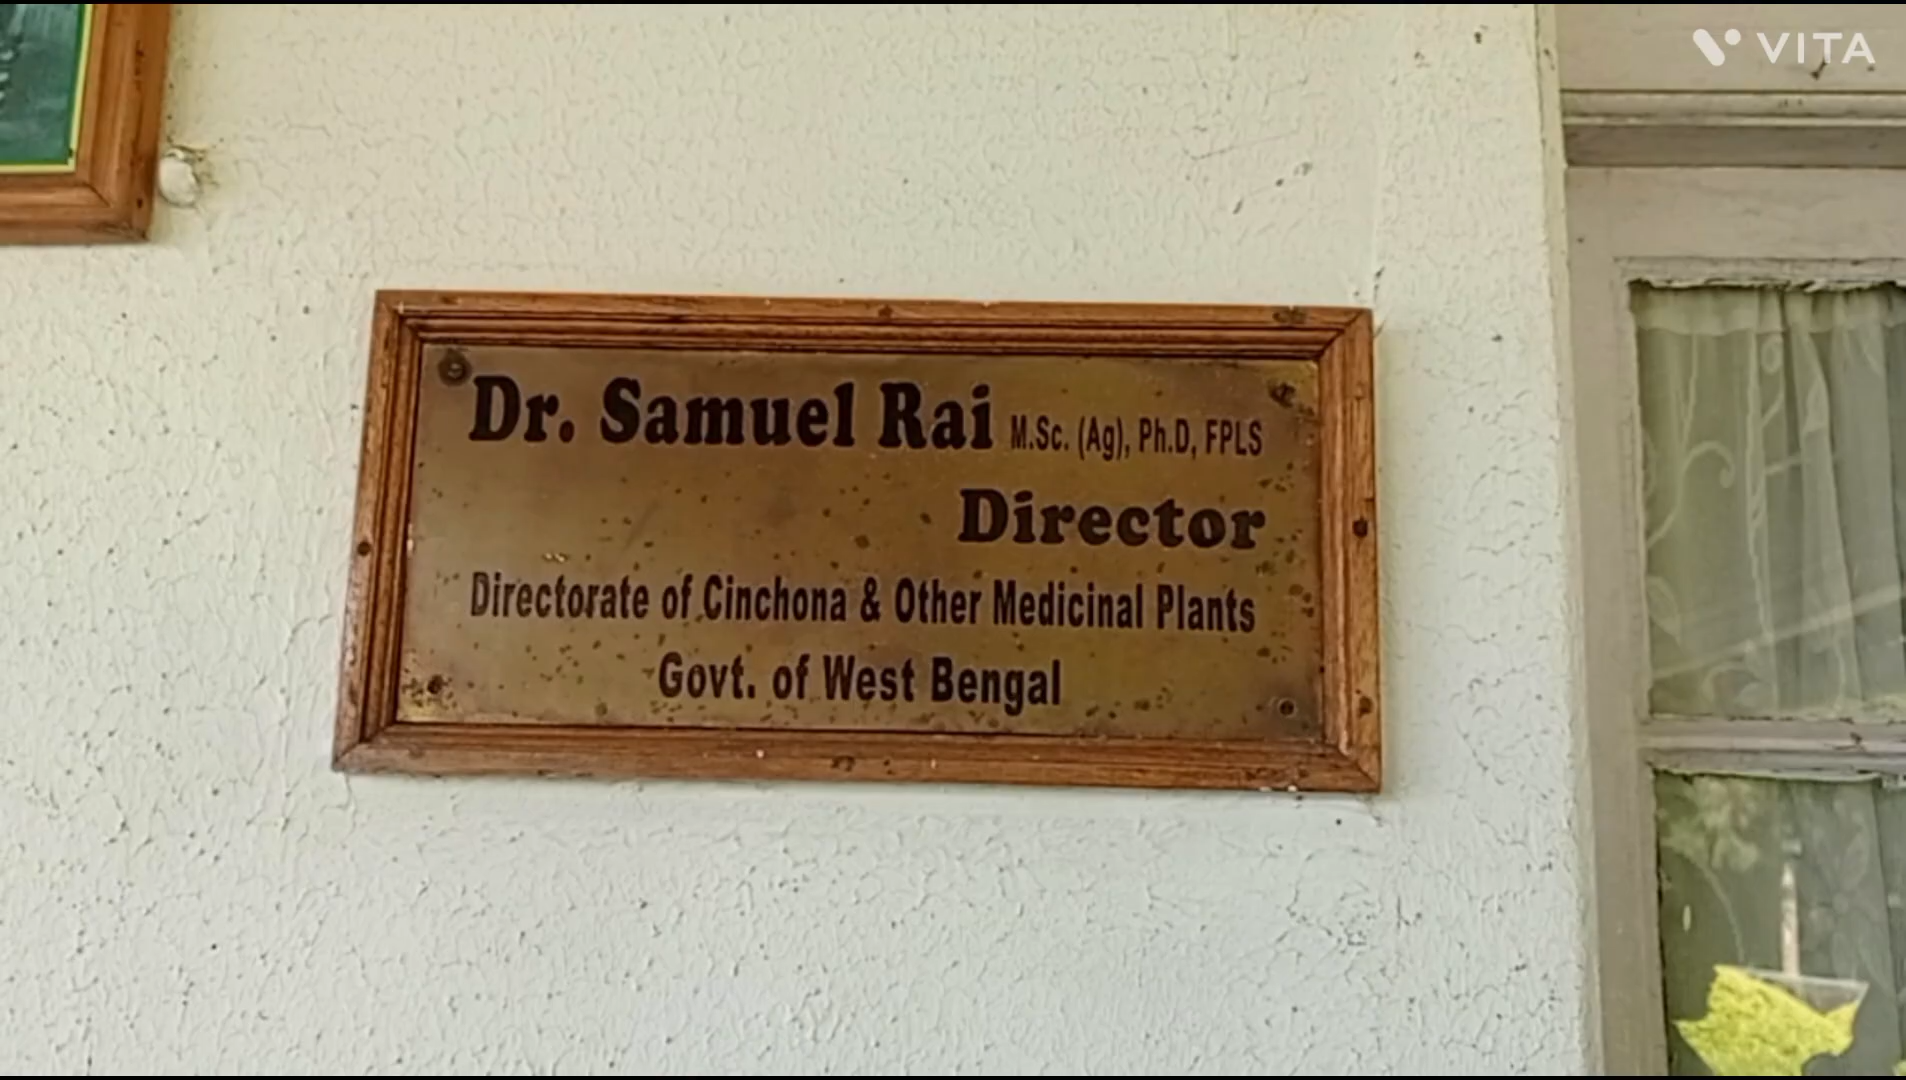 VITA
Dr. Samuel Rai M.Sc. (Ag), Ph.D, FPLS
Director
Directorate of Cinchona & Other Medicinal Plants
Govt. of West Bengal